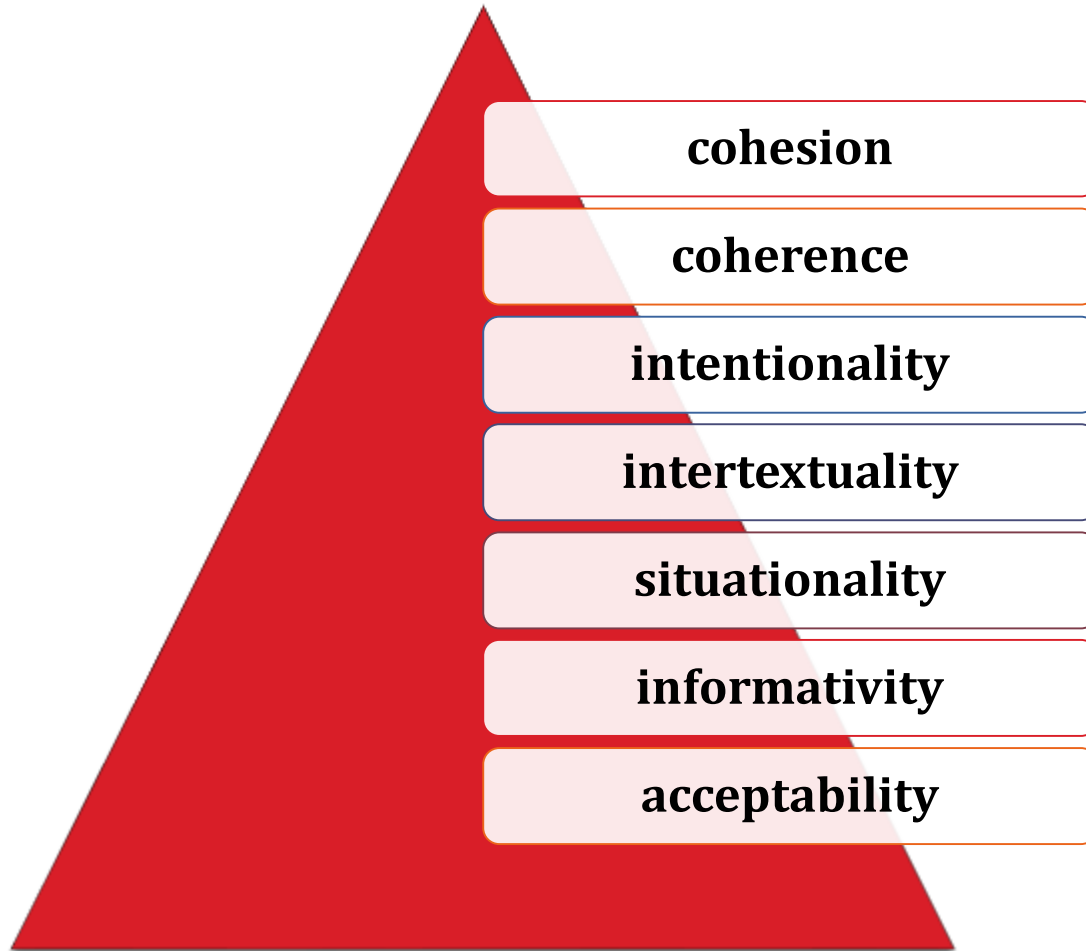 cohesion
coherence
intentionality
intertextuality
situationality
informativity
acceptability